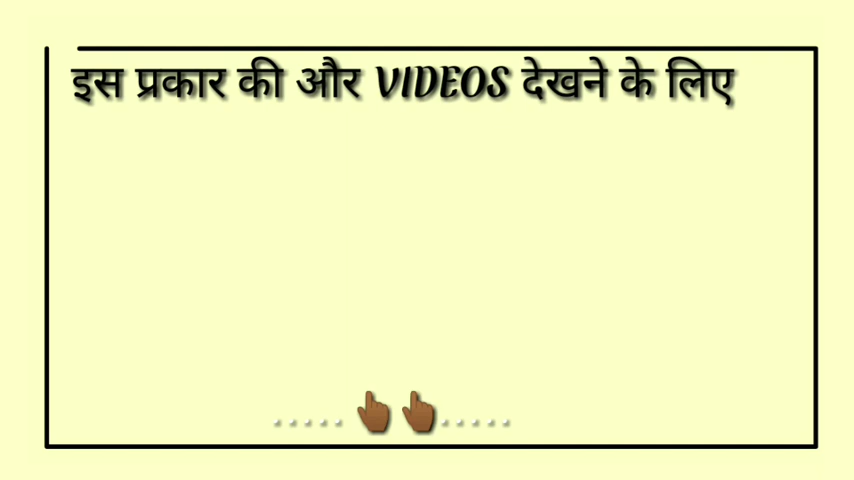 इस प्रकार की और VIDEOS देखने के लिए
.....👆🏾👆🏾.....